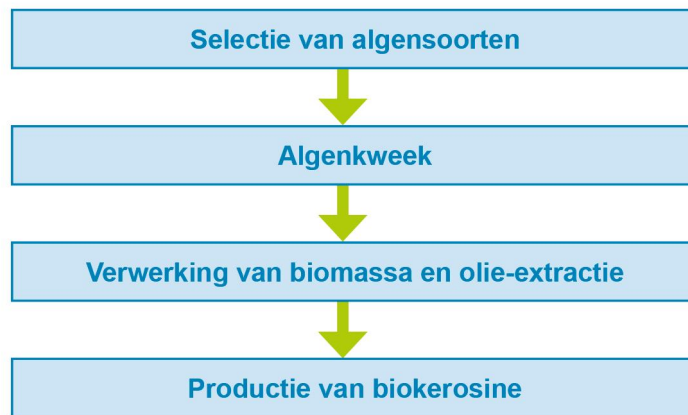 Selectie van algensoorten
Algenkweek
Verwerking van biomassa en olie-extractie
Productie van biokerosine